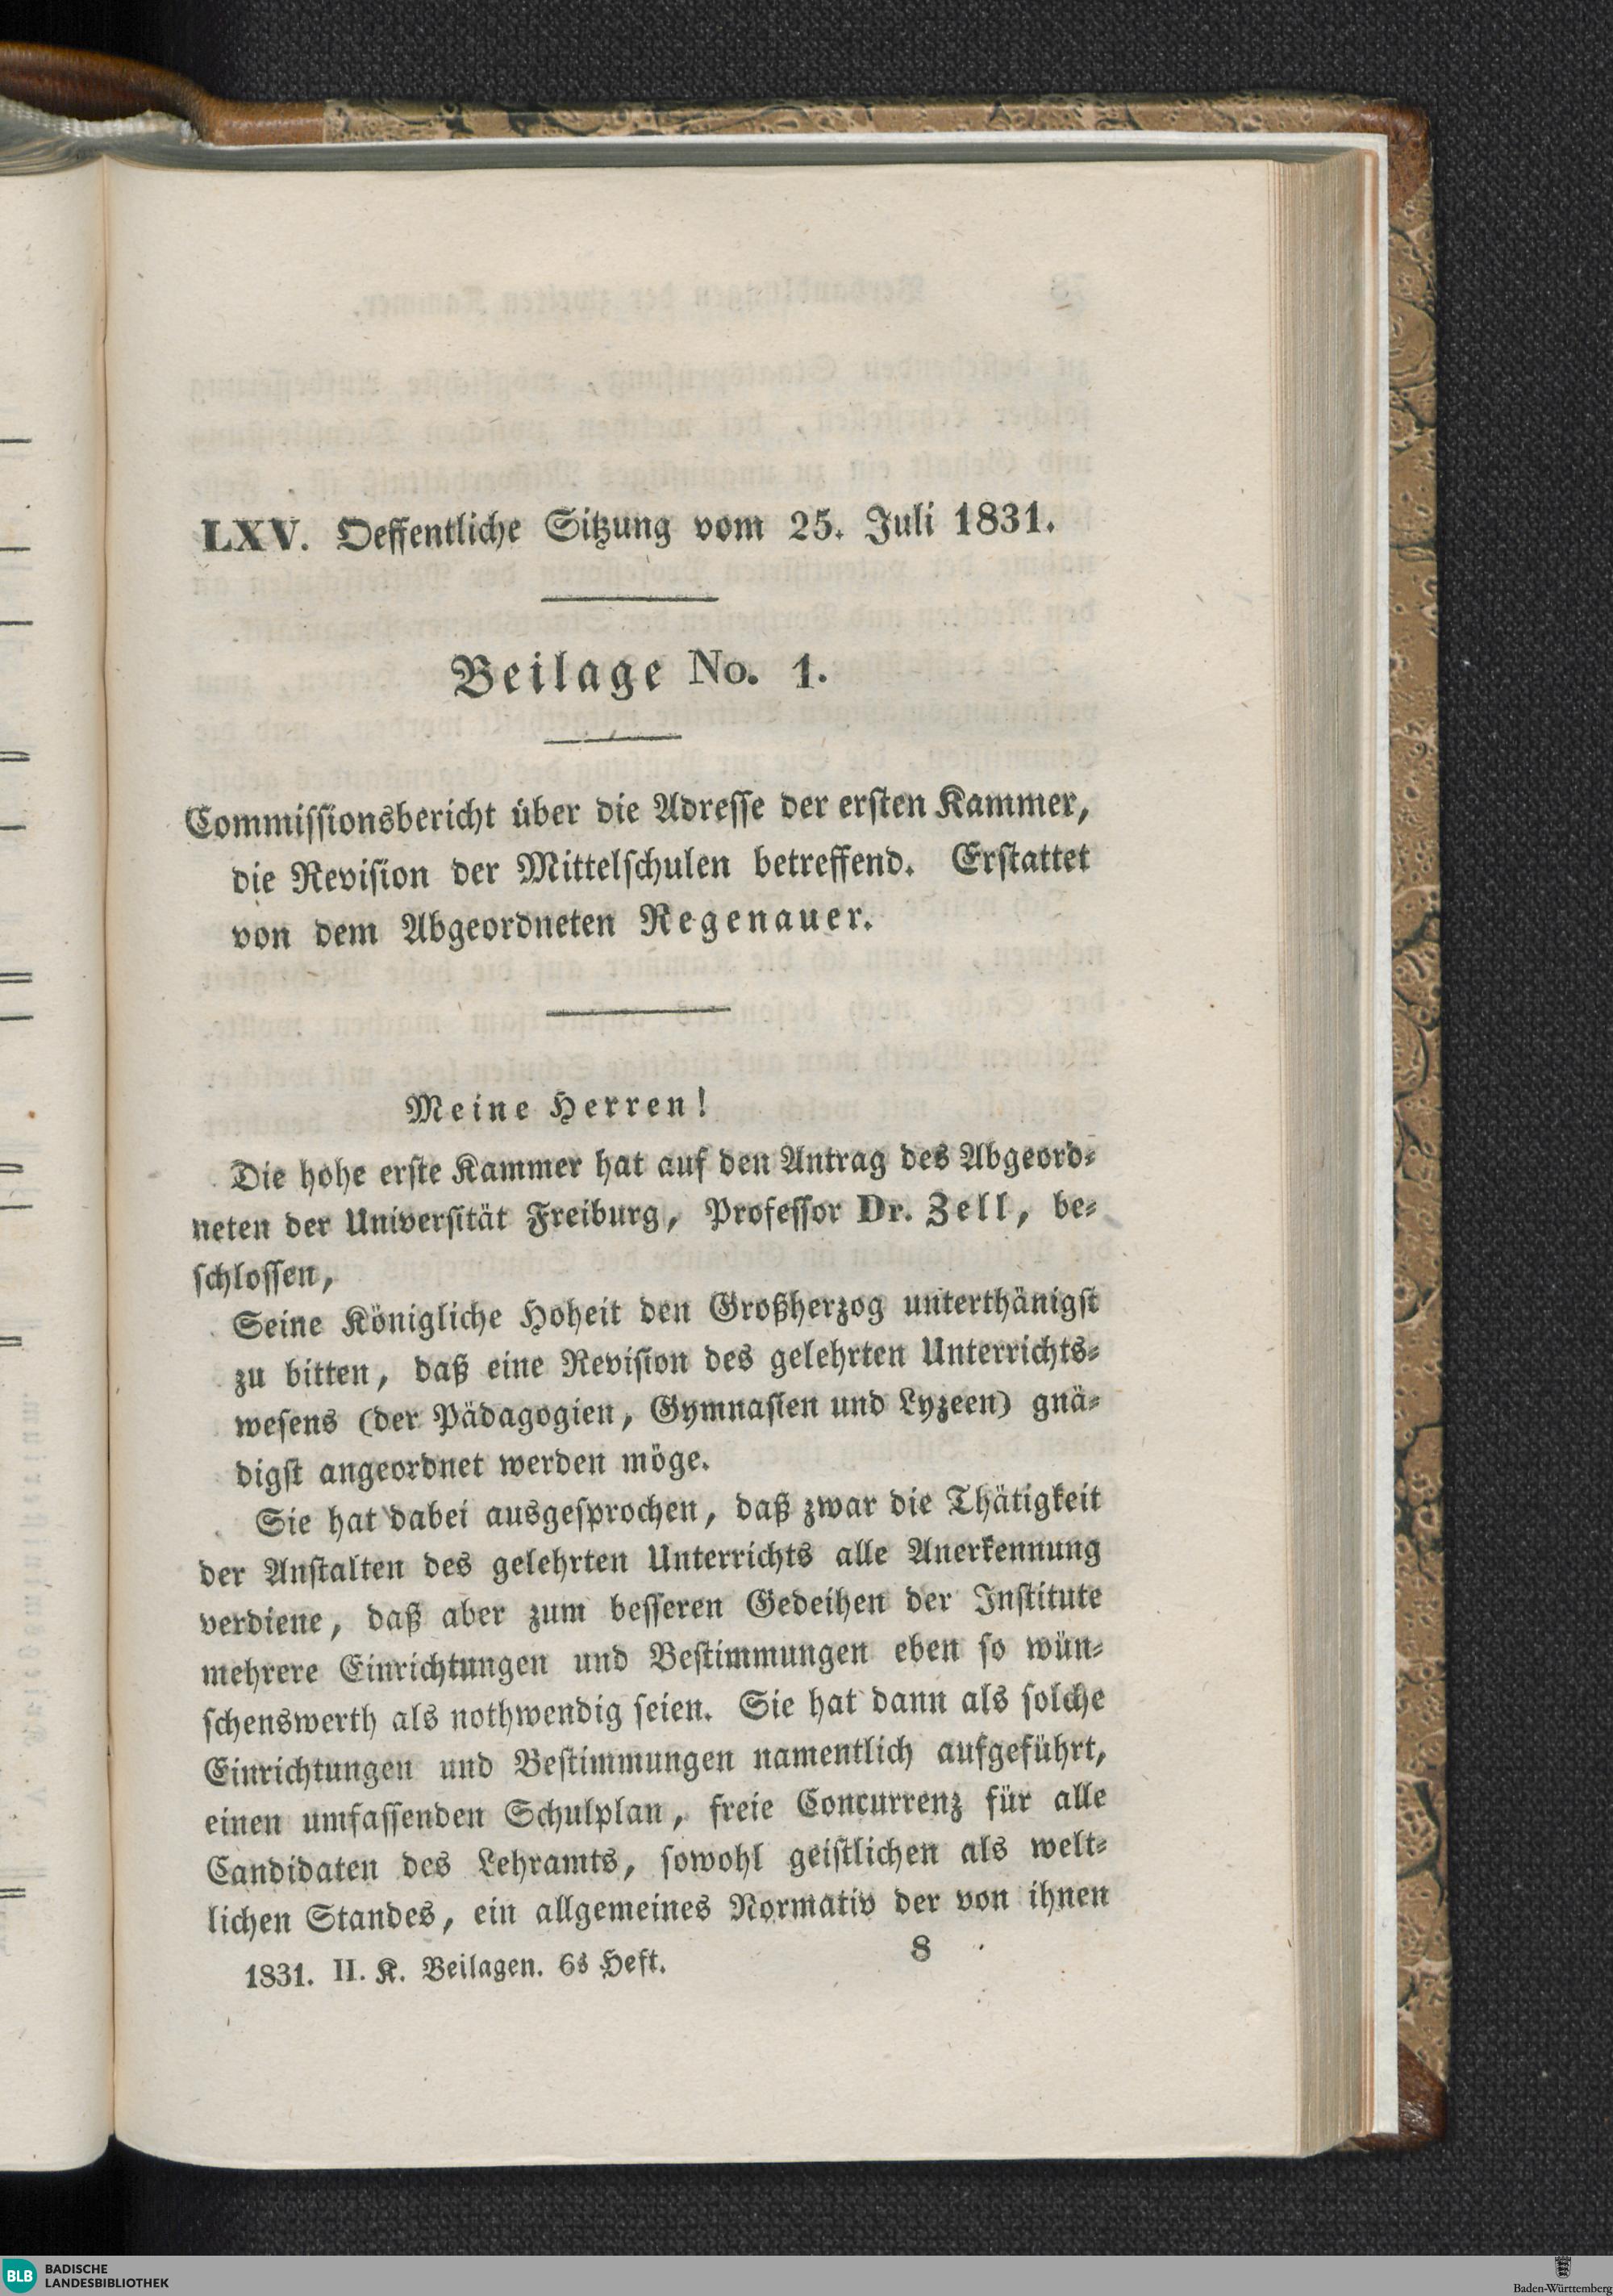 LXV. Oeffentliche Sitzung vom 25. Juli 1831.
Beilage No. 1.
Commissionsbericht über die Adresse der ersten Kammer,
die Revision der Mittelschulen betreffend. Erstattet
von dem Abgeordneten Regenauer.
Meine Herren!
Die hohe erste Kammer hat auf den Antrag des Abgeord-
neten der Universität Freiburg, Professor Dr. Zell, be-
schlossen,
Seine Königliche Hoheit den Großherzog unterthänigst
zu bitten, daß eine Revision des gelehrten Unterrichts-
wesens (der Pädagogien, Gymnasien und Lyzeen) gnä-
digst angeordnet werden möge.
Sie hat dabei ausgesprochen, daß zwar die Thätigkeit
der Anstalten des gelehrten Unterrichts alle Anerkennung
verdiene, daß aber zum besseren Gedeihen der Institute
mehrere Einrichtungen und Bestimmungen eben so wün-
schenswerth als nothwendig seien. Sie hat dann als solche
Einrichtungen und Bestimmungen namentlich aufgeführt,
einen umfassenden Schulplan, freie Concurrenz für alle
Candidaten des Lehramts, sowohl geistlichen als welt-
lichen Standes, ein allgemeines Normativ der von ihnen
1831. II. K. Beilagen. 6s Heft. 8
BLB BADISCHE
LANDESBIBLIOTHEK
Baden-Württemberg